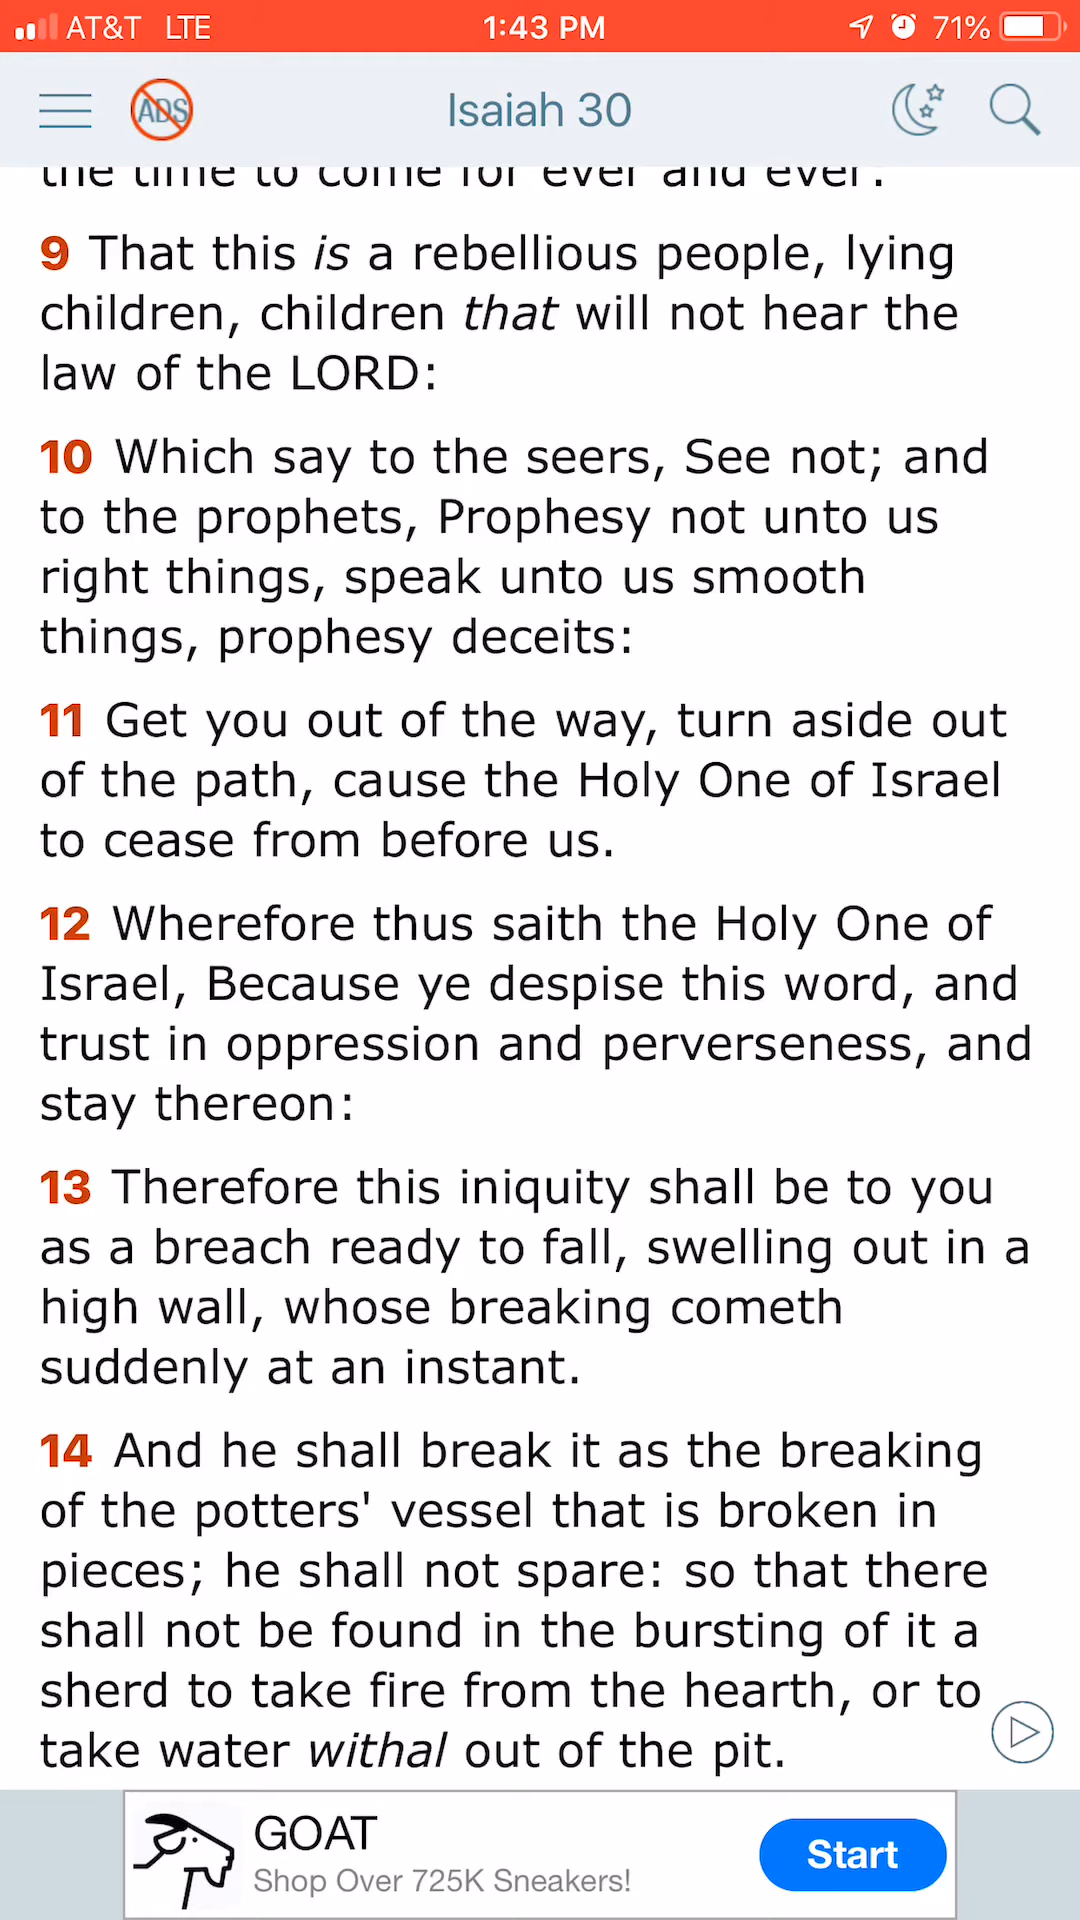 AT&T LTE 1:43 PM 71%
ADS Isaiah 30
the time to come for ever and ever:
9 That this is a rebellious people, lying
children, children that will not hear the
law of the LORD:
10 Which say to the seers, See not; and
to the prophets, Prophesy not unto us
right things, speak unto us smooth
things, prophesy deceits:
11 Get you out of the way, turn aside out
of the path, cause the Holy One of Israel
to cease from before us.
12 Wherefore thus saith the Holy One of
Israel, Because ye despise this word, and
trust in oppression and perverseness, and
stay thereon:
13 Therefore this iniquity shall be to you
as a breach ready to fall, swelling out in a
high wall, whose breaking cometh
suddenly at an instant.
14 And he shall break it as the breaking
of the potters' vessel that is broken in
pieces; he shall not spare: so that there
shall not be found in the bursting of it a
sherd to take fire from the hearth, or to
take water withal out of the pit.
GOAT
Shop Over 725K Sneakers!
Start